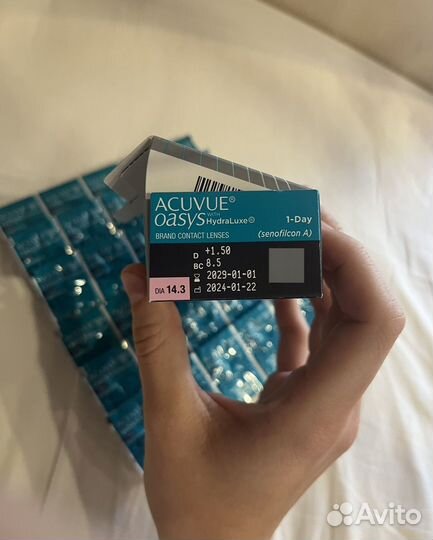 ACUVUE®
OASYS WITH HydraLuxe® 1-Day
BRAND CONTACT LENSES (senofilcon A)
D +1.50
BC 8.5
2029-01-01
DIA 14.3 2024-01-22
Avito